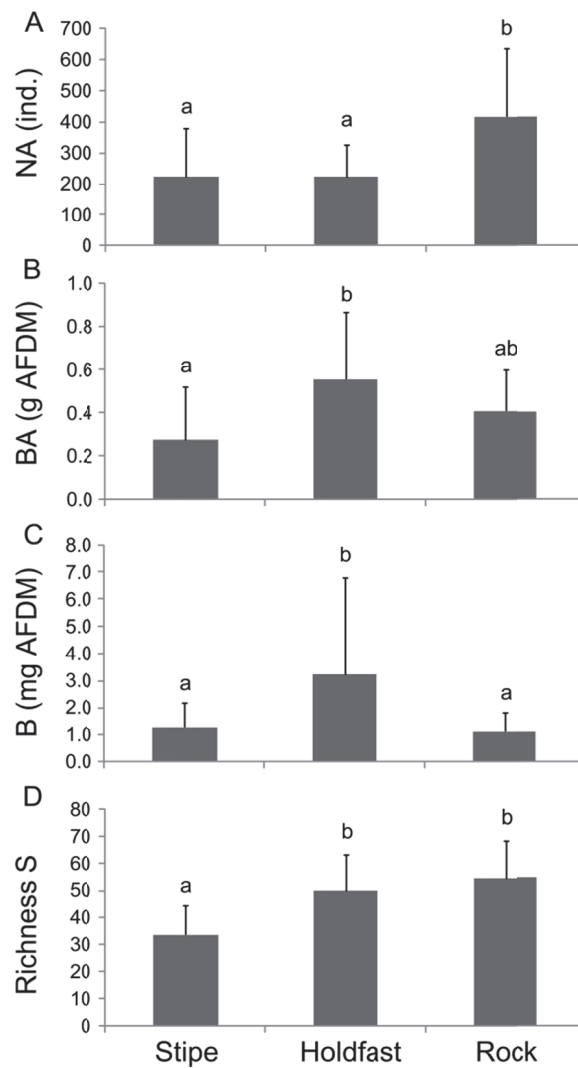 A
NA (ind.)
700
600
500
400
300
200
100
0
a
a
b
B
BA (g AFDM)
1.0
0.8
0.6
0.4
0.2
0.0
a
b
ab
C
B (mg AFDM)
8.0
7.0
6.0
5.0
4.0
3.0
2.0
1.0
0.0
a
b
a
D
Richness S
80
70
60
50
40
30
20
10
0
a
b
b
Stipe Holdfast Rock